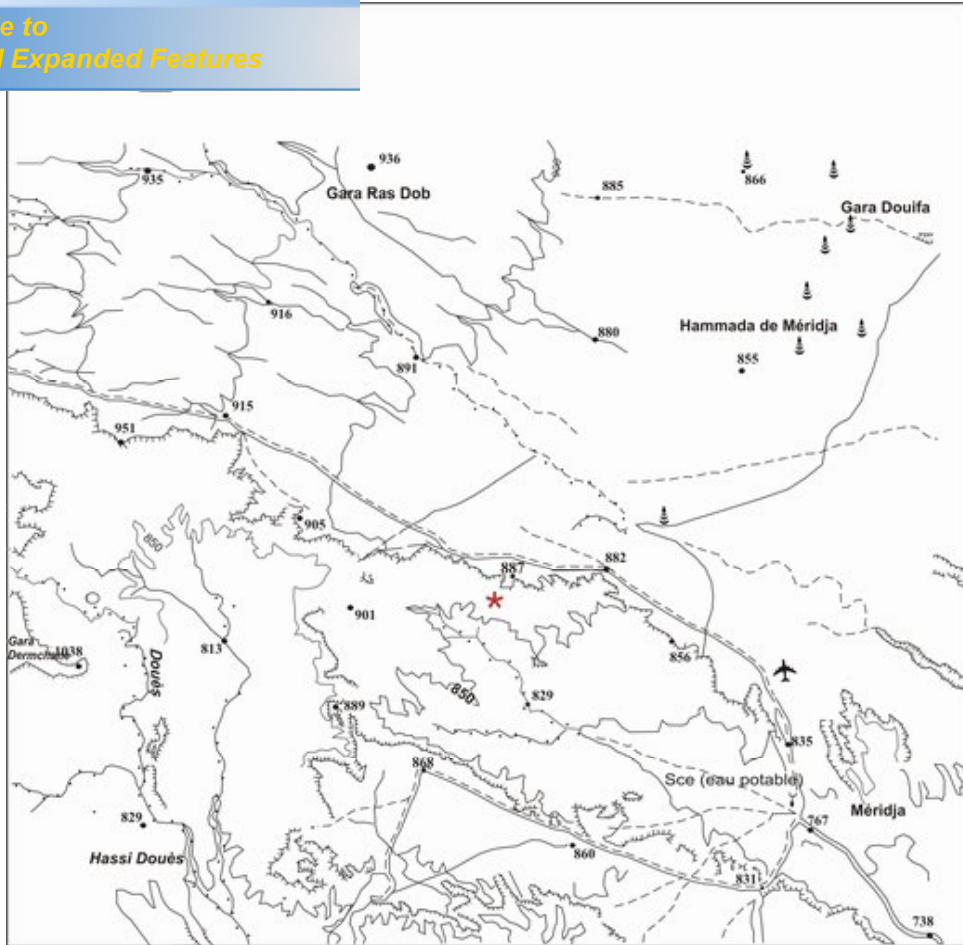 e to
Expanded Features
936
935
866
885
Gara Ras Dob
Gara Douifa
916
Hammada de Méridja
880
855
891
915
951
905
850
887
882
901
Gara
Dermchane
1038
813
856
Douès
850
829
889
835
868
Sce (eau potable)
Méridja
829
767
860
Hassi Douès
831
738